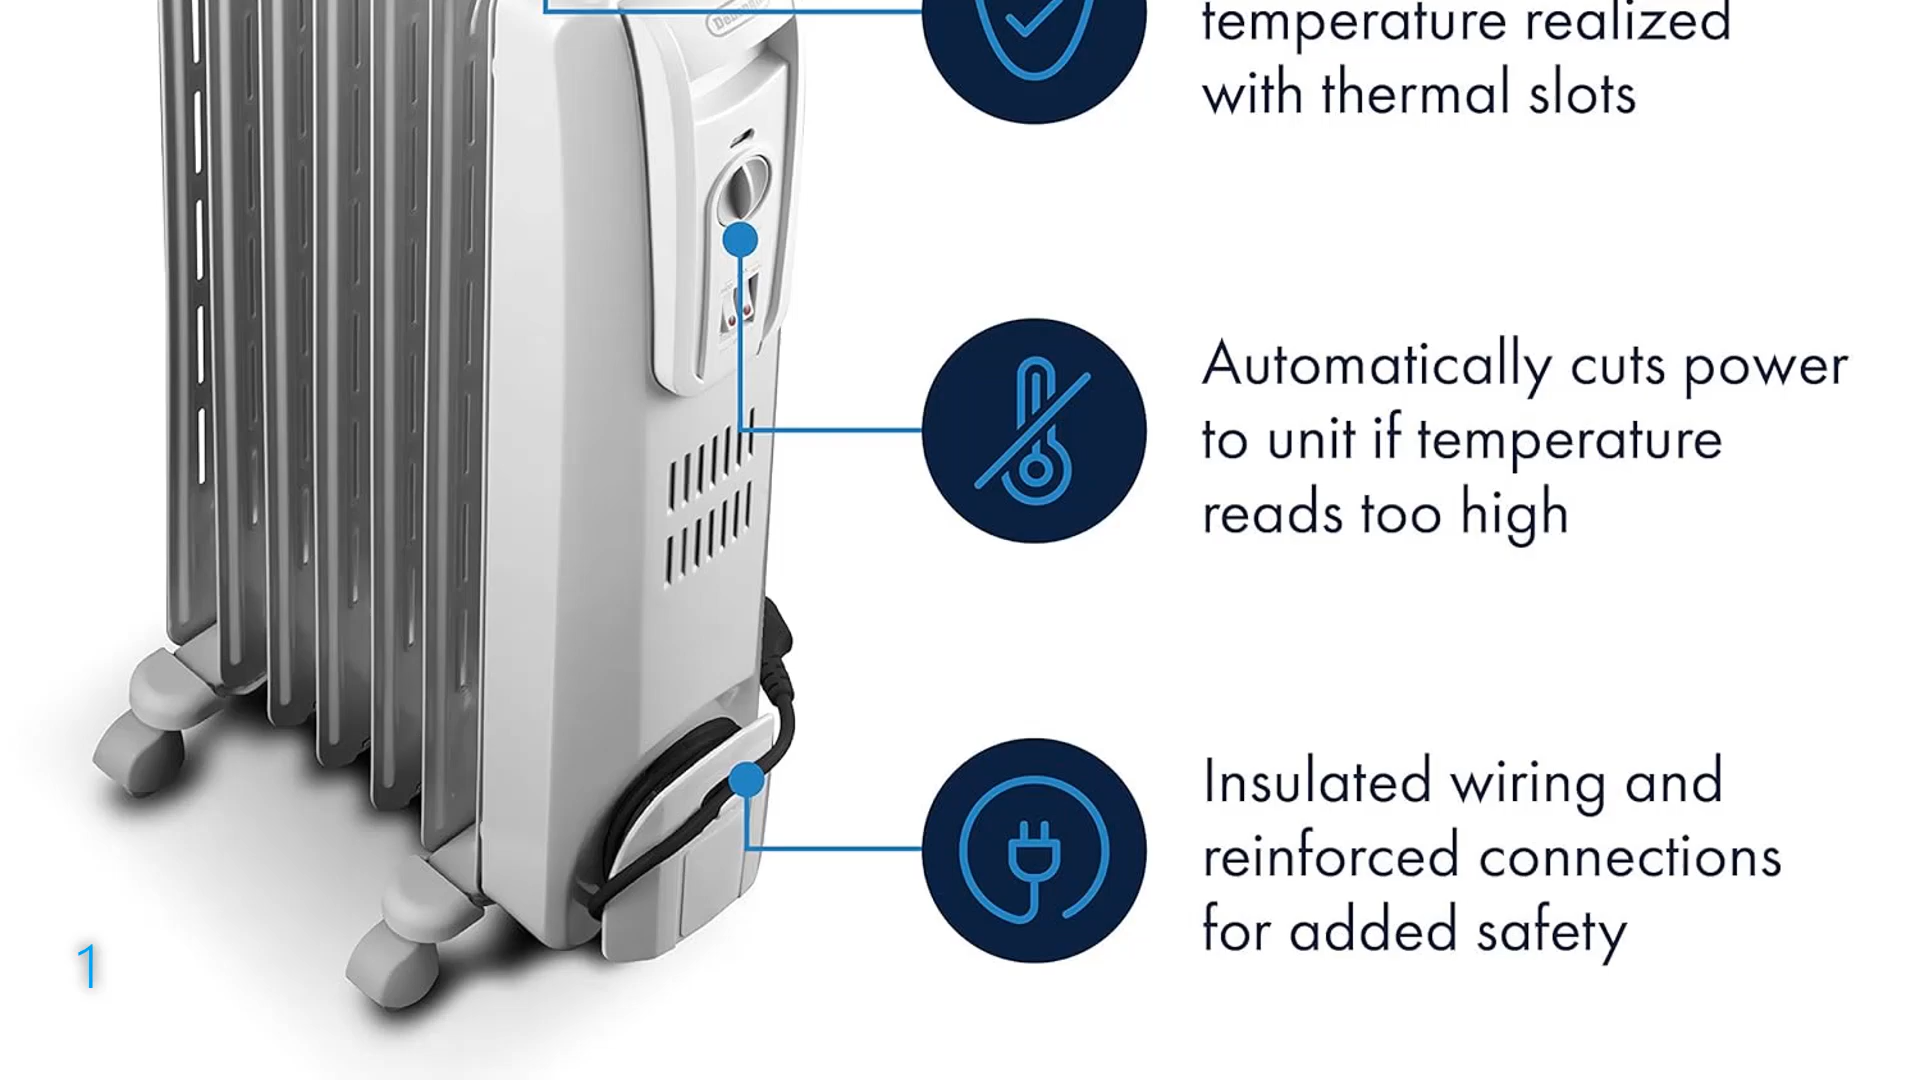 temperature realized
with thermal slots
Automatically cuts power
to unit if temperature
reads too high
Insulated wiring and
reinforced connections
for added safety
1